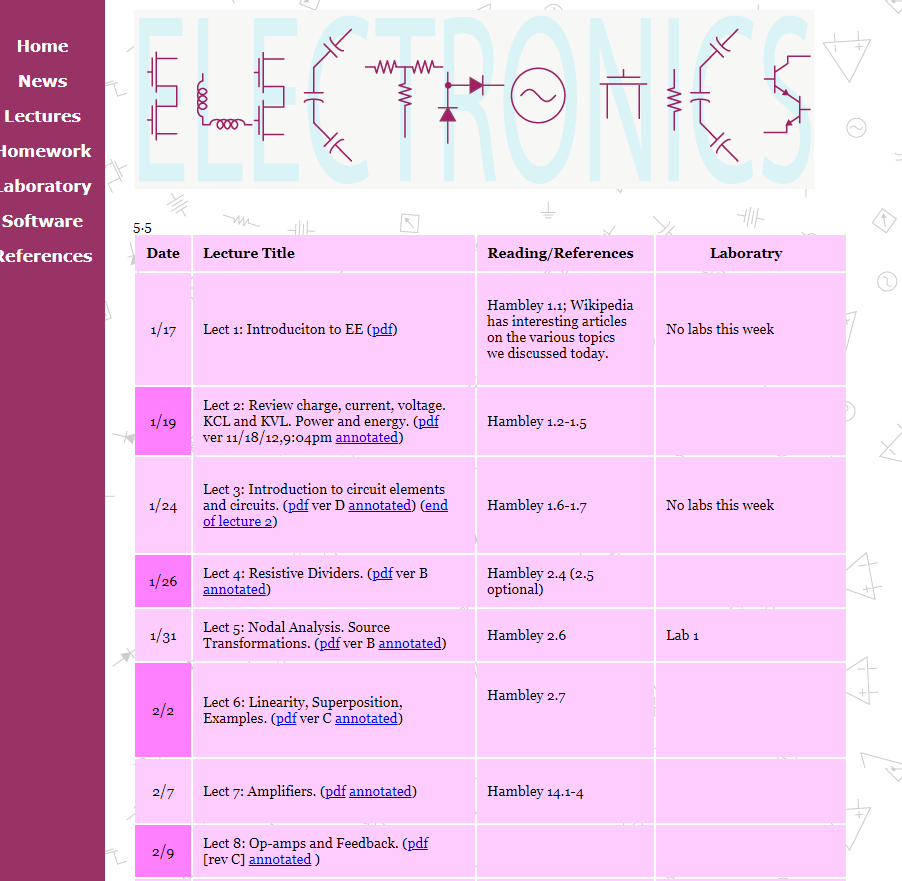 ELECTRONICS
Home
News
Lectures
Homework
Laboratory
Software
References
5.5
Date Lecture Title Reading/References Laboratry
1/17
Lect 1: Introduciton to EE (pdf)
Hambley 1.1; Wikipedia
has interesting articles
on the various topics
we discussed today.
No labs this week
1/19
Lect 2: Review charge, current, voltage.
KCL and KVL. Power and energy. (pdf
ver 11/18/12,9:04pm annotated)
Hambley 1.2-1.5
1/24
Lect 3: Introduction to circuit elements
and circuits. (pdf ver D annotated) (end
of lecture 2)
Hambley 1.6-1.7
No labs this week
1/26
Lect 4: Resistive Dividers. (pdf ver B
annotated)
Hambley 2.4 (2.5
optional)
1/31
Lect 5: Nodal Analysis. Source
Transformations. (pdf ver B annotated)
Hambley 2.6
Lab 1
2/2
Lect 6: Linearity, Superposition,
Examples. (pdf ver C annotated)
Hambley 2.7
2/7
Lect 7: Amplifiers. (pdf annotated)
Hambley 14.1-4
2/9
Lect 8: Op-amps and Feedback. (pdf
[rev C] annotated )